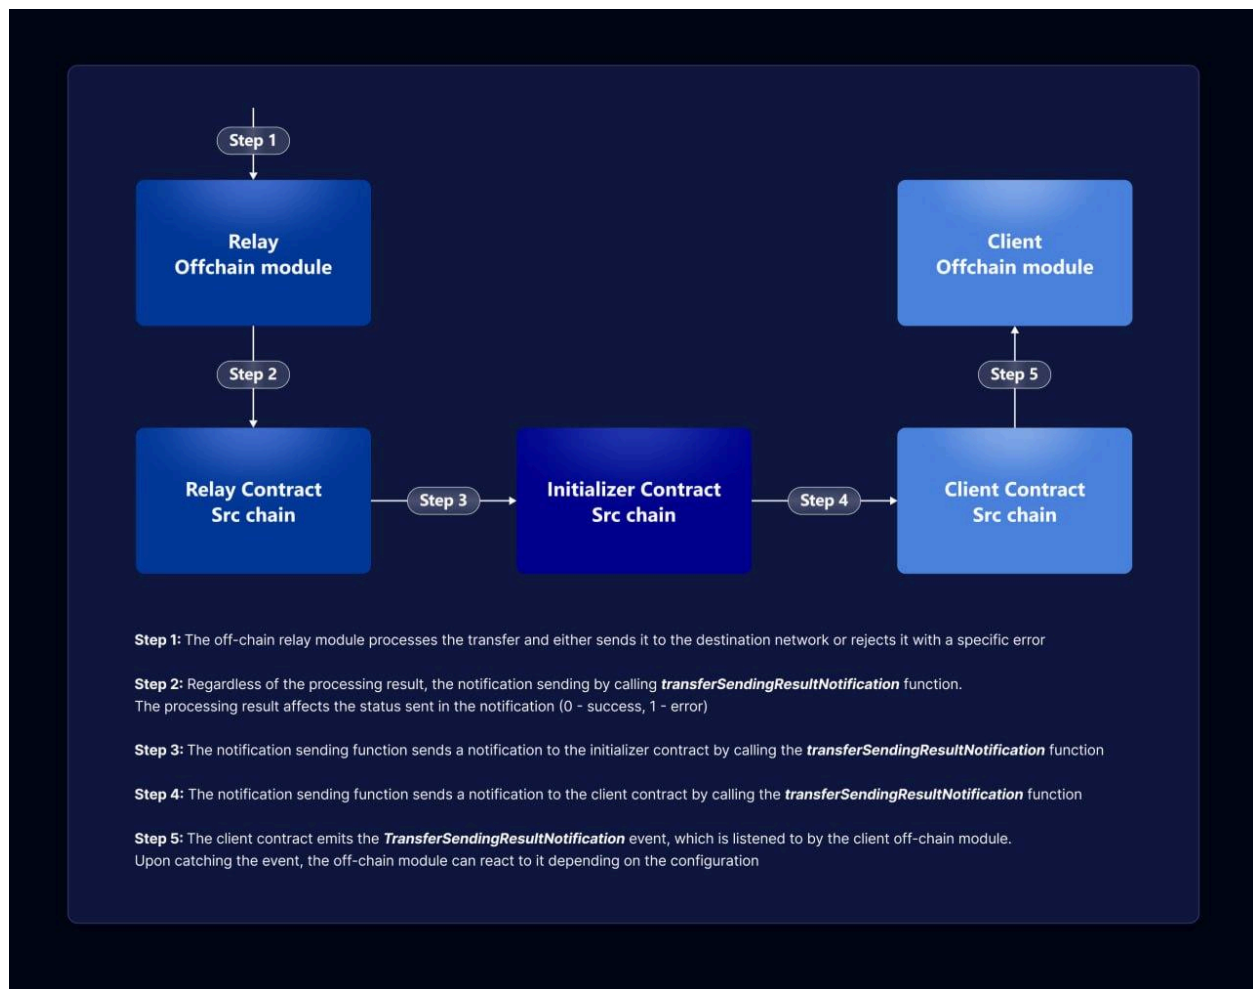 Step 1
Relay
Offchain module
Client
Offchain module
Step 2
Step 5
Relay Contract
Src chain
Step 3
Initializer Contract
Src chain
Step 4
Client Contract
Src chain
Step 1: The off-chain relay module processes the transfer and either sends it to the destination network or rejects it with a specific error
Step 2: Regardless of the processing result, the notification sending by calling transferSendingResultNotification function.
The processing result affects the status sent in the notification (0 - success, 1 - error)
Step 3: The notification sending function sends a notification to the initializer contract by calling the transferSendingResultNotification function
Step 4: The notification sending function sends a notification to the client contract by calling the transferSendingResultNotification function
Step 5: The client contract emits the TransferSendingResultNotification event, which is listened to by the client off-chain module.
Upon catching the event, the off-chain module can react to it depending on the configuration